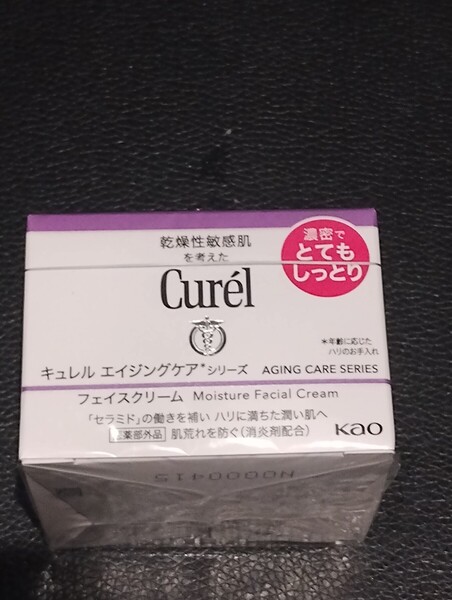 乾燥性敏感肌
を考えた
濃密で
とても
しっとり
Curél
*年齢に応じた
ハリのお手入れ
キュレル エイジングケア*シリーズ AGING CARE SERIES
フェイスクリーム Moisture Facial Cream
「セラミド」の働きを補い ハリに満ちた潤い肌へ
医薬部外品 肌荒れを防ぐ(消炎剤配合)
Kao
N0000412